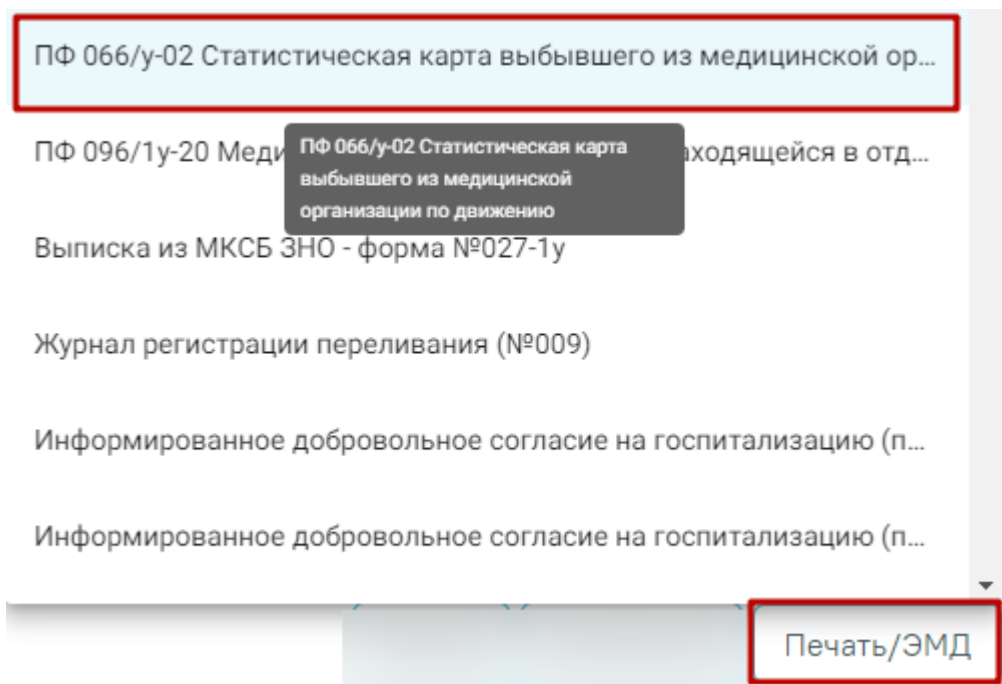 ПФ 066/у-02 Статистическая карта выбывшего из медицинской ор...
ПФ 096/1у-20 Меди аходящейся в отд...
ПФ 066/у-02 Статистическая карта
выбывшего из медицинской
организации по движению
Выписка из МКСБ ЗНО - форма №027-1у
Журнал регистрации переливания (№009)
Информированное добровольное согласие на госпитализацию (п...
Информированное добровольное согласие на госпитализацию (п...
Печать/ЭМД